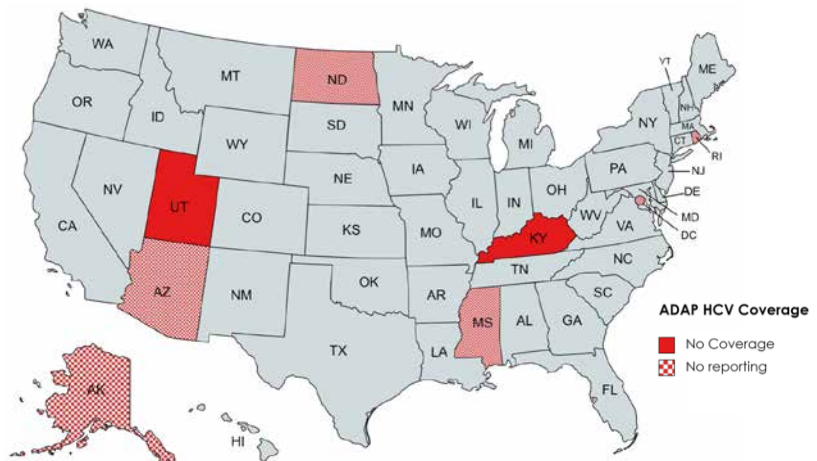 WA
MT
ND
MN
VT
ME
OR
ID
WY
SD
WI
MI
NY
NH
MA
CT
RI
NV
UT
CO
NE
IA
IL
IN
OH
PA
NJ
DE
MD
DC
CA
KS
MO
KY
WV
VA
AZ
NM
OK
AR
TN
NC
SC
TX
LA
MS
AL
GA
FL
AK
HI
ADAP HCV Coverage
No Coverage
No reporting